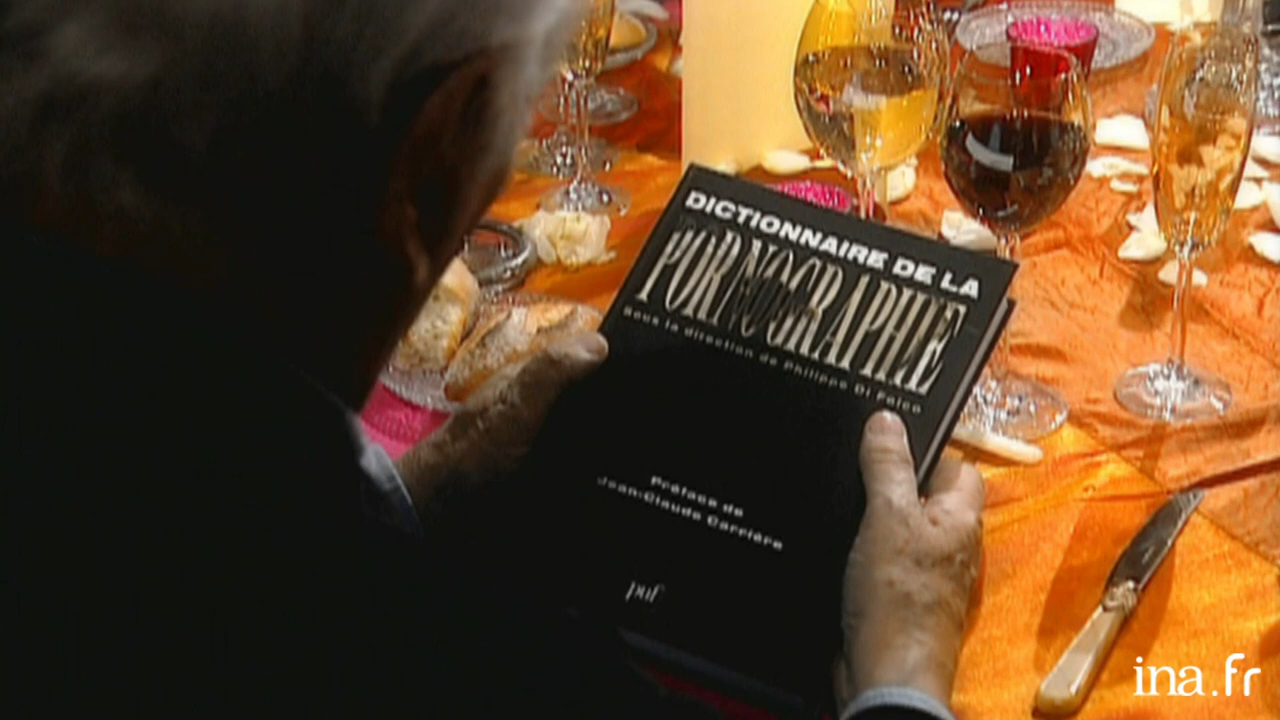 DICTIONNAIRE DE LA
PORNOGRAPHIE
Sous la direction de Philippe Di Folco
Préface de
Jean-Claude Carrière
puf
ina.fr